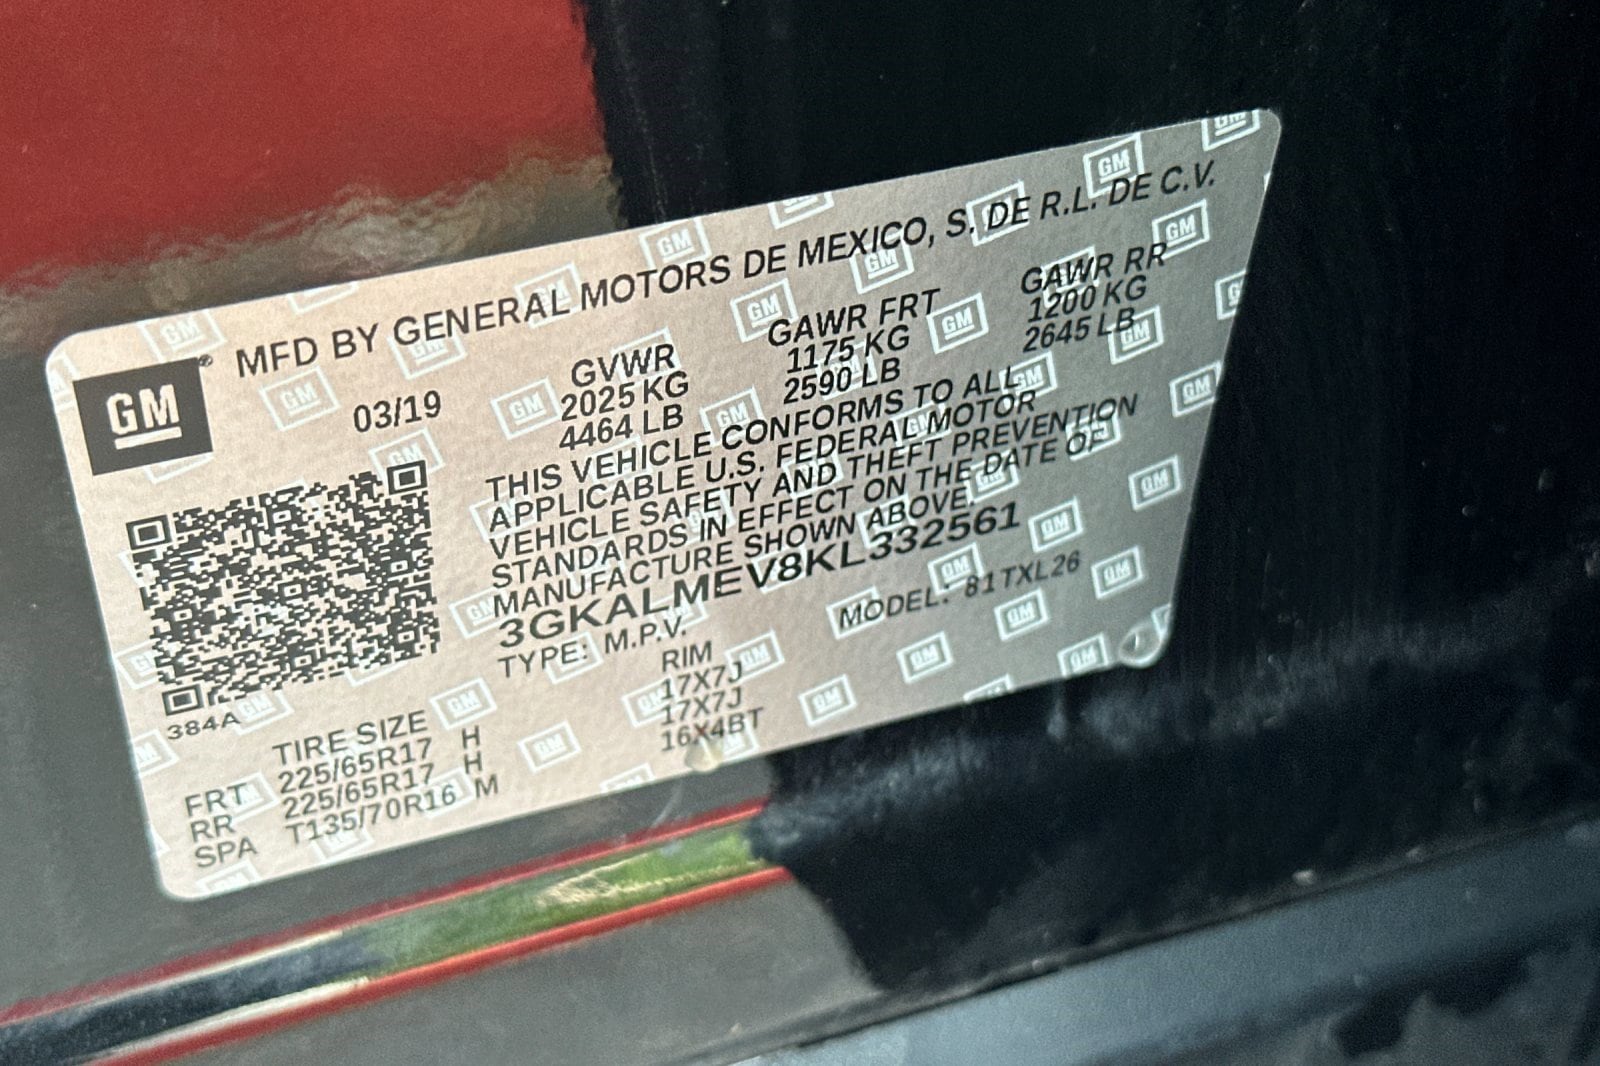 GM
MFD BY GENERAL MOTORS DE MEXICO, S. DE R.L. DE C.V.
03/19
GVWR
2025 KG
4464 LB
GAWR FRT
1175 KG
2590 LB
GAWR RR
1200 KG
2645 LB
THIS VEHICLE CONFORMS TO ALL
APPLICABLE U.S. FEDERAL MOTOR
VEHICLE SAFETY AND THEFT PREVENTION
STANDARDS IN EFFECT ON THE DATE OF
MANUFACTURE SHOWN ABOVE.
3GKALMEV8KL332561
TYPE: M.P.V.
MODEL: 81TXL26
384A
TIRE SIZE RIM
FRT 225/65R17 H 17X7J
RR 225/65R17 H 17X7J
SPA T135/70R16 M 16X4BT